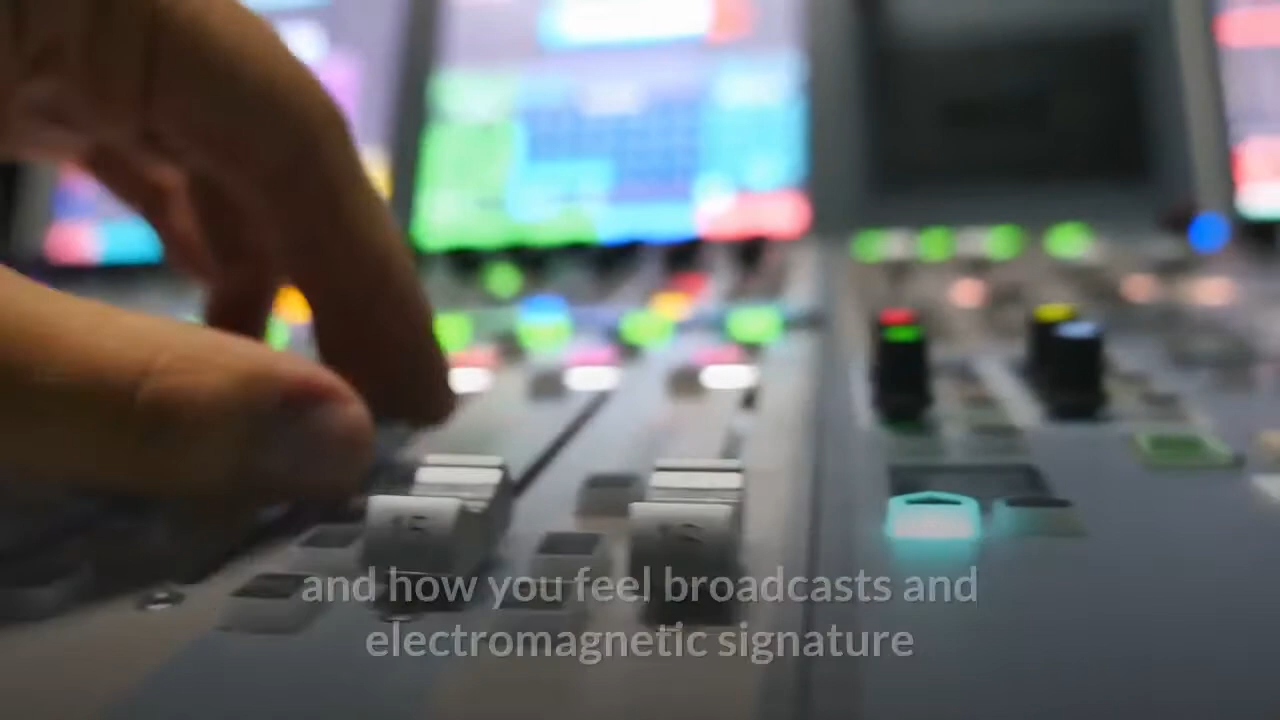 and how you feel broadcasts and
electromagnetic signature